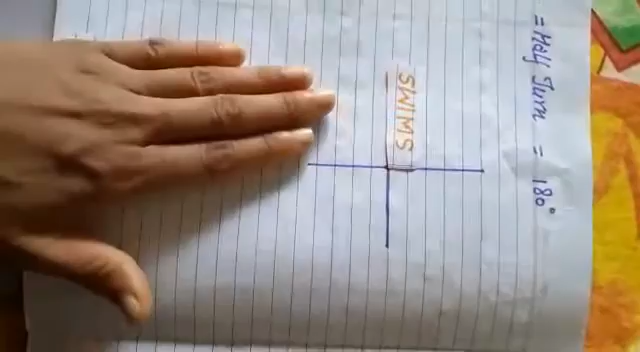 = Half Turn = 180°
SWIMS